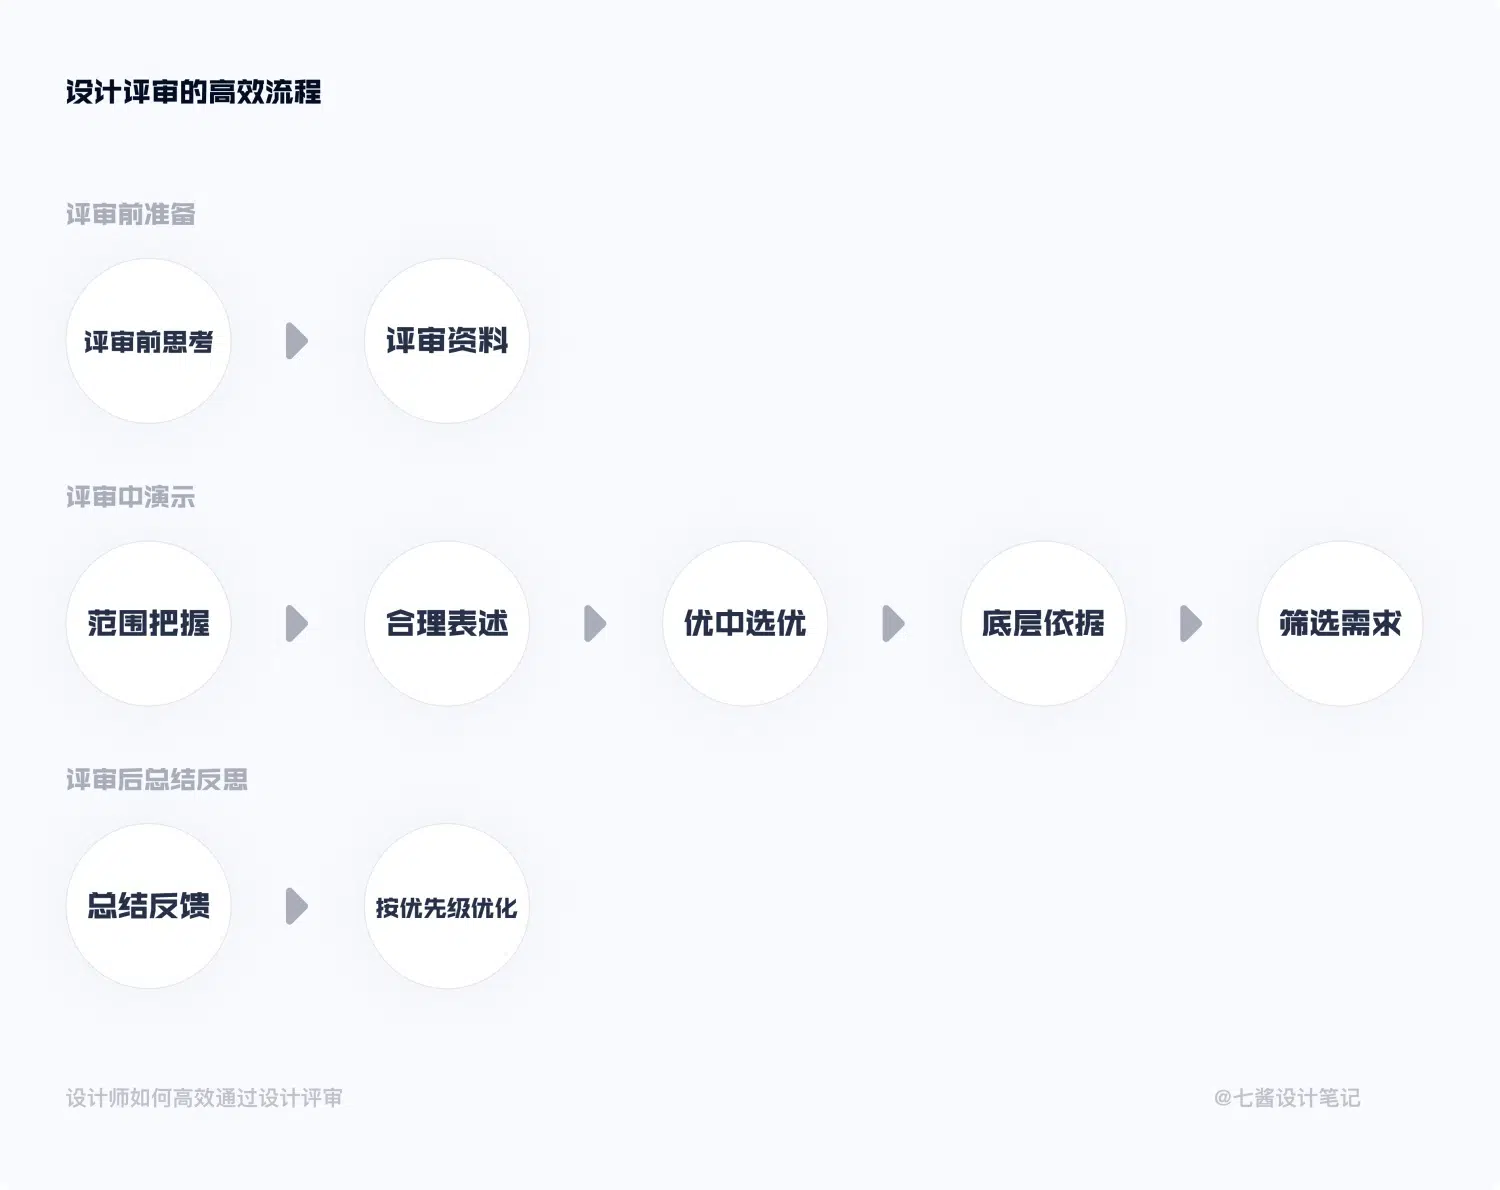 设计评审的高效流程
评审前准备
评审前思考
评审资料
评审中演示
范围把握
合理表述
优中选优
底层依据
筛选需求
评审后总结反思
总结反馈
按优先级优化
设计师如何高效通过设计评审
@七酱设计笔记